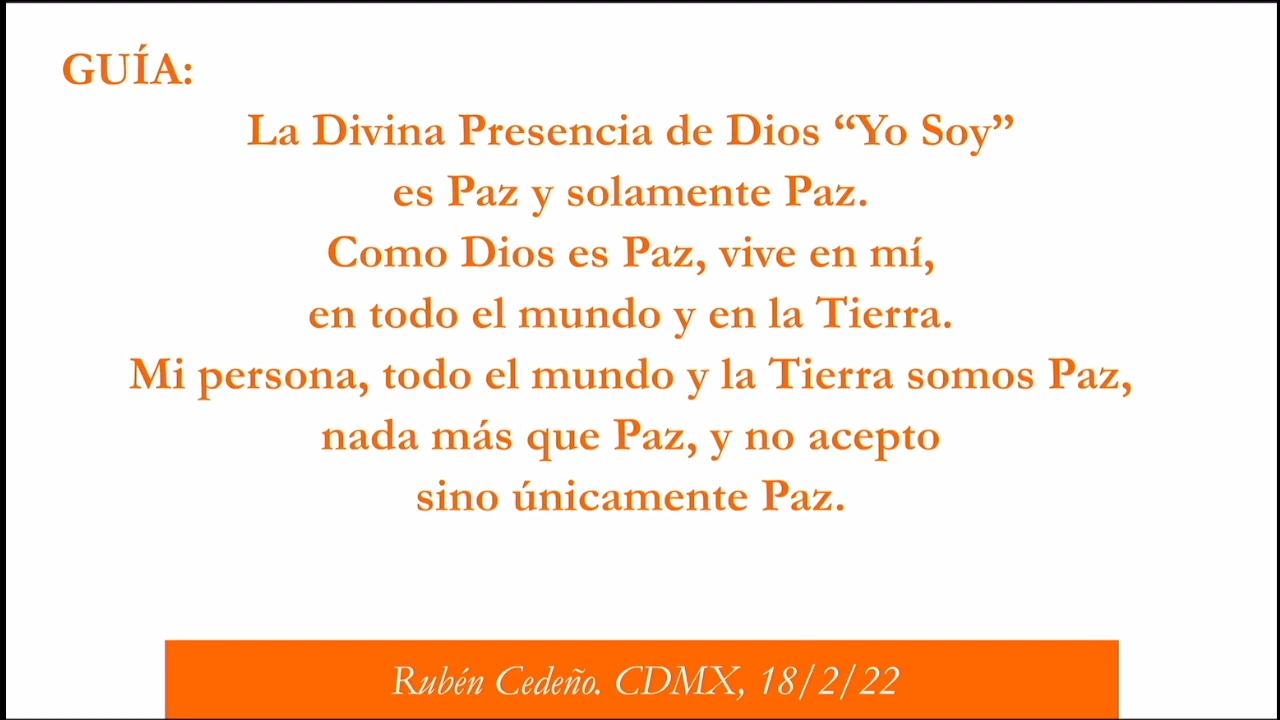 GUÍA:
La Divina Presencia de Dios “Yo Soy”
es Paz y solamente Paz.
Como Dios es Paz, vive en mí,
en todo el mundo y en la Tierra.
Mi persona, todo el mundo y la Tierra somos Paz,
nada más que Paz, y no acepto
sino únicamente Paz.
Rubén Cedeño. CDMX, 18/2/22